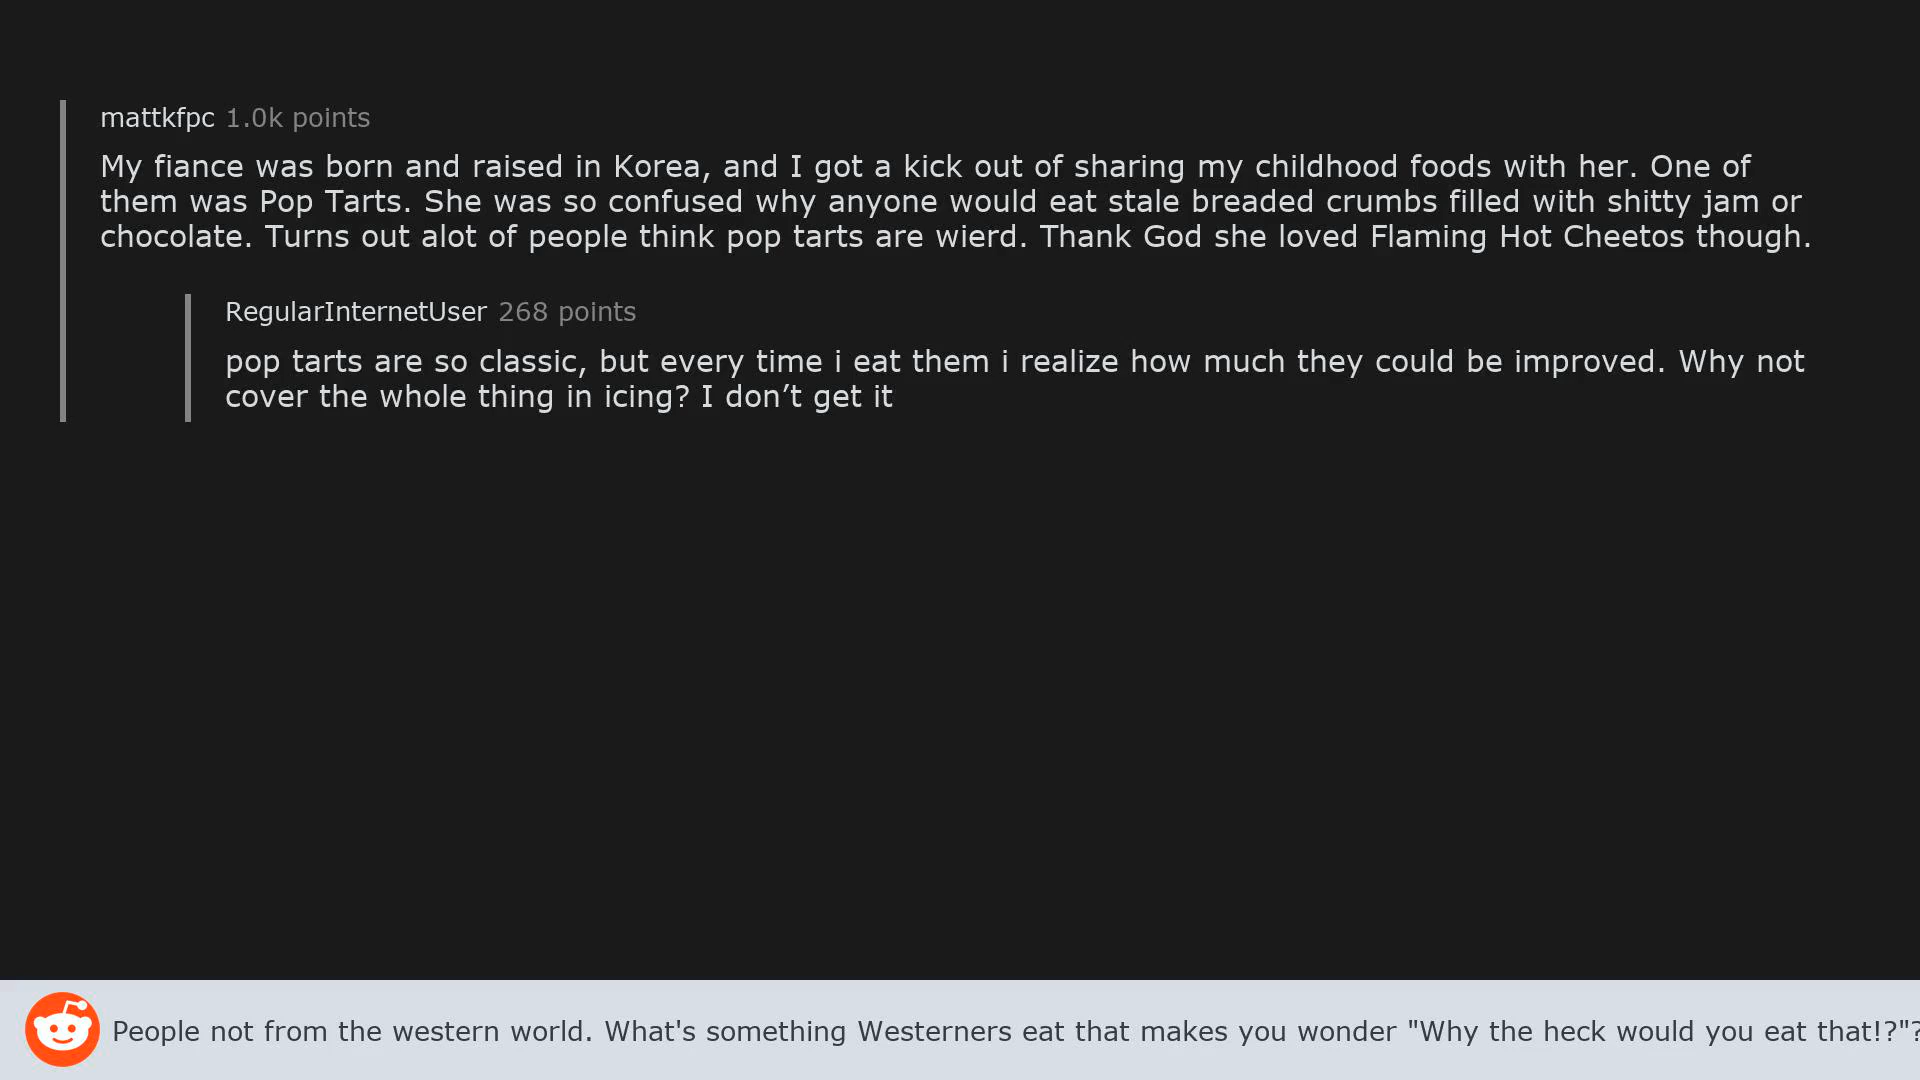 mattkfpc 1.0k points
My fiance was born and raised in Korea, and I got a kick out of sharing my childhood foods with her. One of
them was Pop Tarts. She was so confused why anyone would eat stale breaded crumbs filled with shitty jam or
chocolate. Turns out alot of people think pop tarts are wierd. Thank God she loved Flaming Hot Cheetos though.
RegularInternetUser 268 points
pop tarts are so classic, but every time i eat them i realize how much they could be improved. Why not
cover the whole thing in icing? I don’t get it
People not from the western world. What's something Westerners eat that makes you wonder "Why the heck would you eat that!?"?